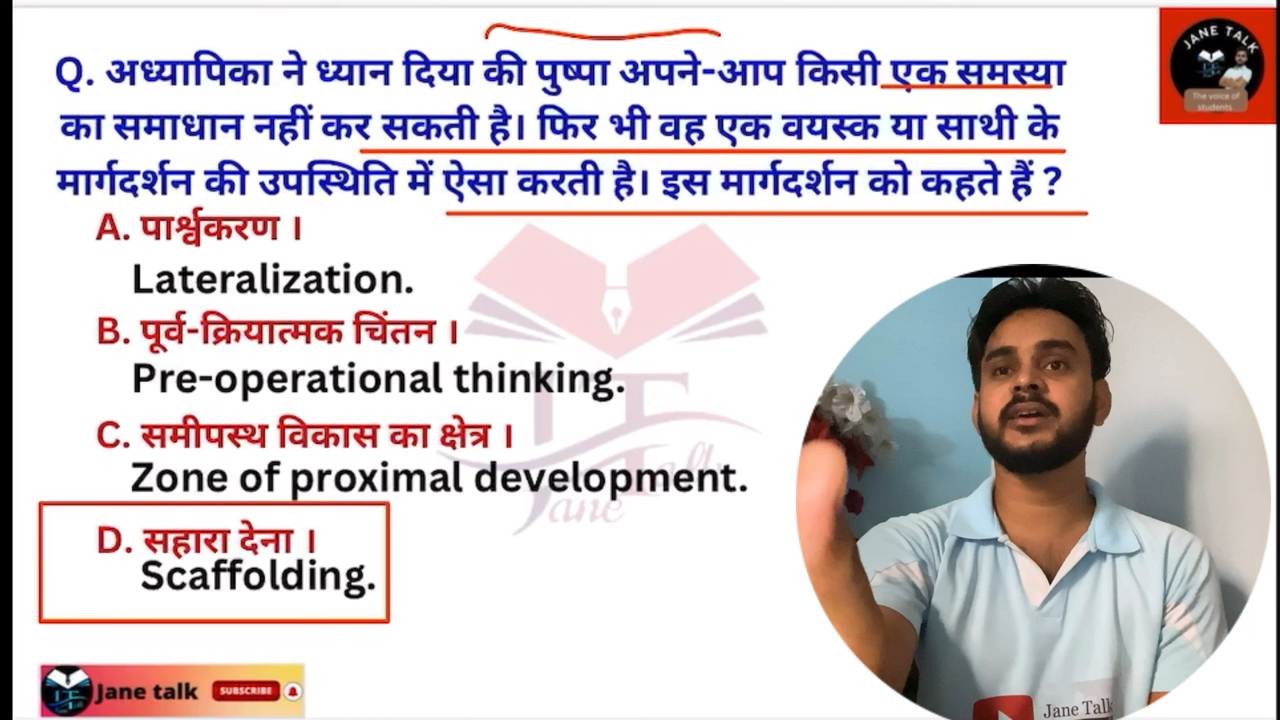 Q. अध्यापिका ने ध्यान दिया की पुष्पा अपने-आप किसी एक समस्या
का समाधान नहीं कर सकती है। फिर भी वह एक वयस्क या साथी के
मार्गदर्शन की उपस्थिति में ऐसा करती है। इस मार्गदर्शन को कहते हैं ?
A. पार्श्वकरण ।
Lateralization.
B. पूर्व-क्रियात्मक चिंतन ।
Pre-operational thinking.
C. समीपस्थ विकास का क्षेत्र ।
Zone of proximal development.
D. सहारा देना ।
Scaffolding.
JANE TALK
The voice of
students
Jane talk
SUBSCRIBE
Jane Talk
Talk
Jane